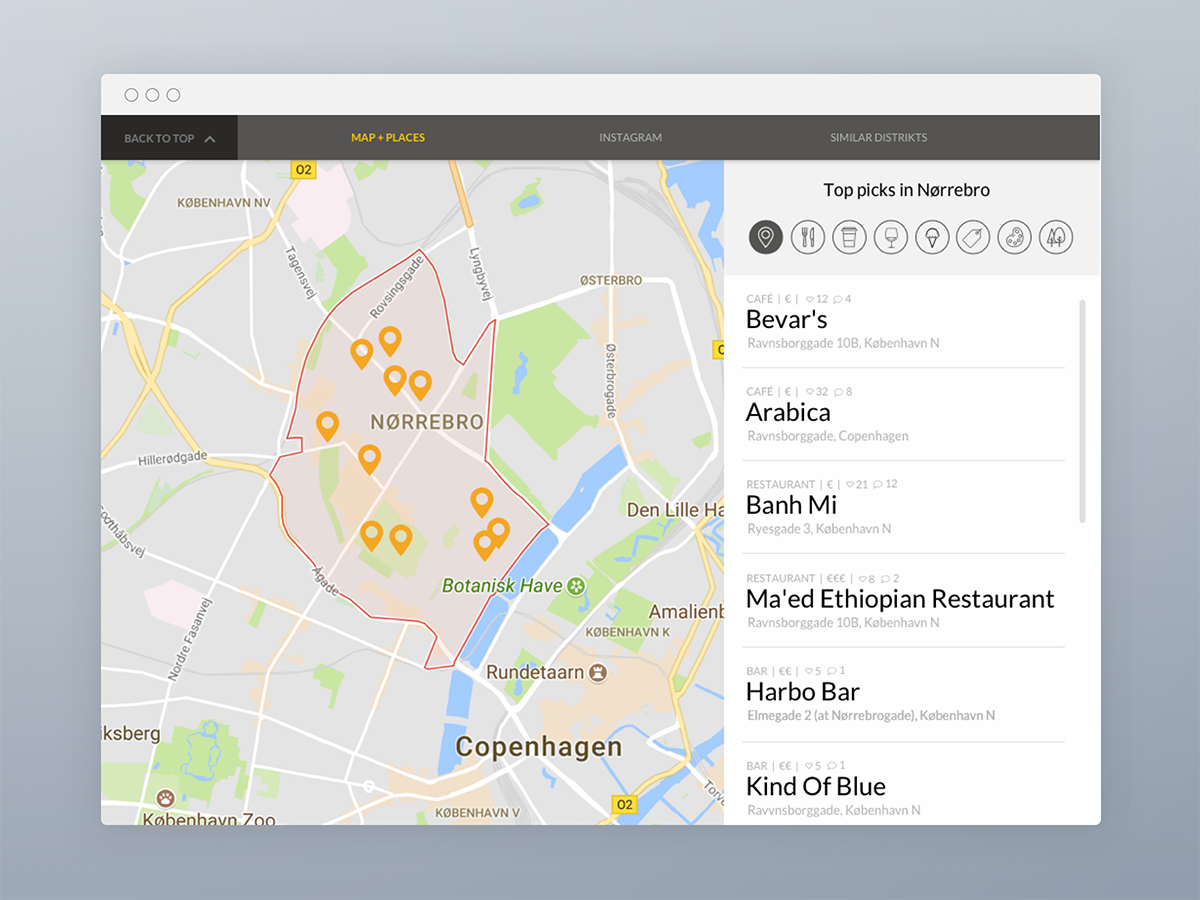 BACK TO TOP
MAP + PLACES
INSTAGRAM
SIMILAR DISTRIKTS
O2
KØBENHAVN NV
Tagensvej
Rovsingsgade
Lyngbyvej
ØSTERBRO
Østerbrogade
NØRREBRO
Hillerødgade
Den Lille Ha
Ågade
Botanisk Have
Amalienb
KØBENHAVN K
Nordre Fasanvej
Rundetaarn
iksberg
Copenhagen
København Zoo
KØBENHAVN V
O2
Torve
Top picks in Nørrebro
CAFÉ | € | 12 4
Bevar's
Ravnsborggade 10B, København N
CAFÉ | € | 32 8
Arabica
Ravnsborggade, Copenhagen
RESTAURANT | € | 21 12
Banh Mi
Ryesgade 3, København N
RESTAURANT | €€€ | 8 2
Ma'ed Ethiopian Restaurant
Ravnsborggade 10B, København N
BAR | €€ | 5 1
Harbo Bar
Elmegade 2 (at Nørrebrogade), København N
BAR | €€ | 5 1
Kind Of Blue
Ravvnsborggade, København N